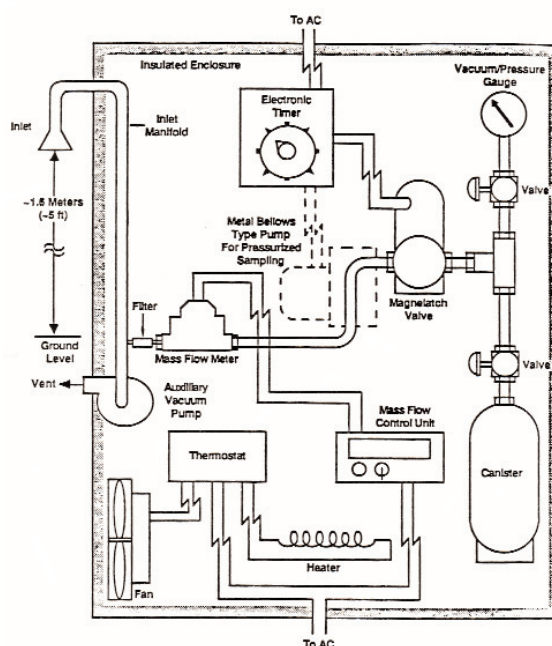 To AC
Insulated Enclosure
Vacuum/Pressure
Gauge
Electronic
Timer
Inlet
Inlet
Manifold
~1.5 Meters
(~5 ft)
Valve
Metal Bellows
Type Pump
For Pressurized
Sampling
Magnelatch
Valve
Filter
Ground
Level
Mass Flow Meter
Valve
Vent
Auxiliary
Vacuum
Pump
Mass Flow
Control Unit
Thermostat
Canister
Heater
Fan
To AC